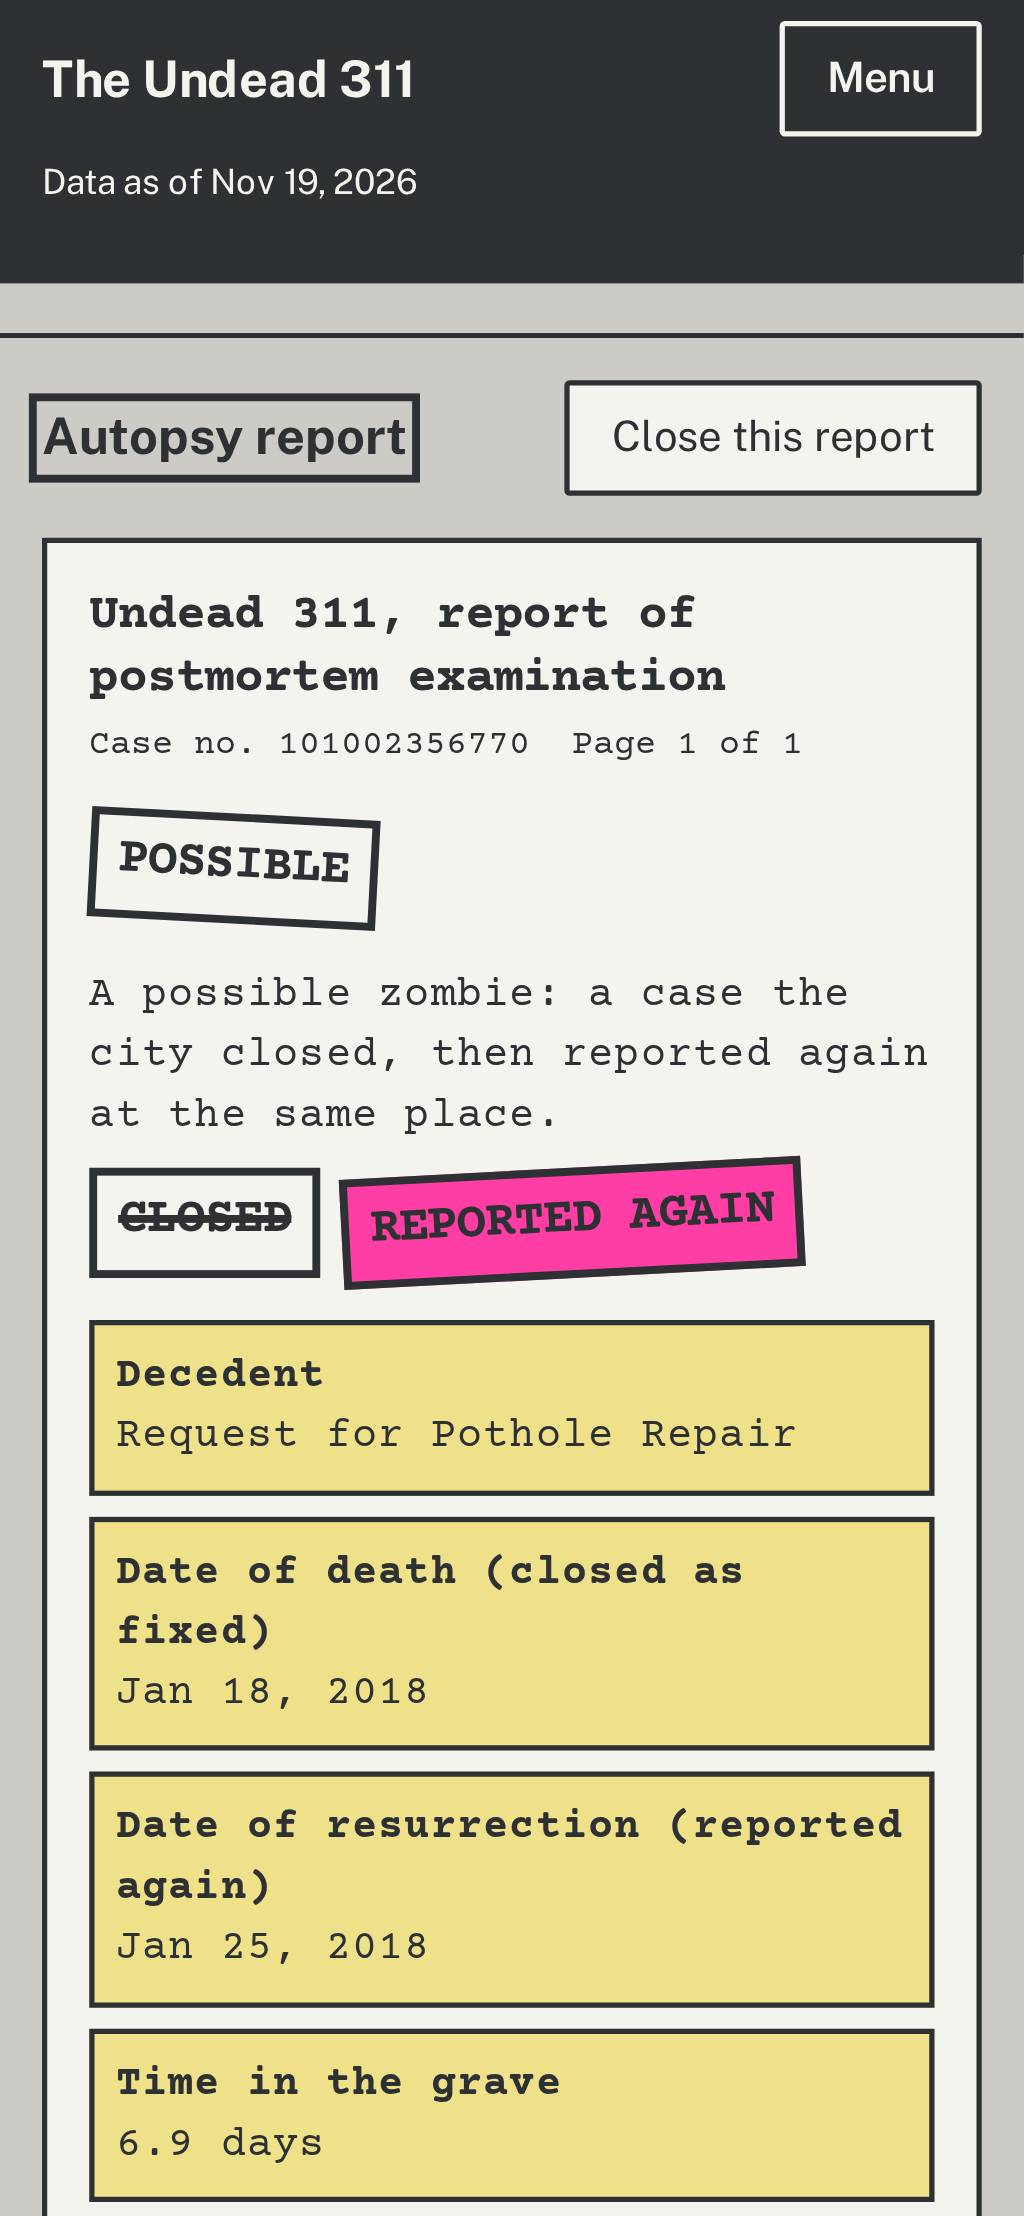 The Undead 311
Menu
Data as of Nov 19, 2026
Autopsy report
Close this report
Undead 311, report of
postmortem examination
Case no. 101002356770 Page 1 of 1
POSSIBLE
A possible zombie: a case the
city closed, then reported again
at the same place.
CLOSED
REPORTED AGAIN
Decedent
Request for Pothole Repair
Date of death (closed as
fixed)
Jan 18, 2018
Date of resurrection (reported
again)
Jan 25, 2018
Time in the grave
6.9 days